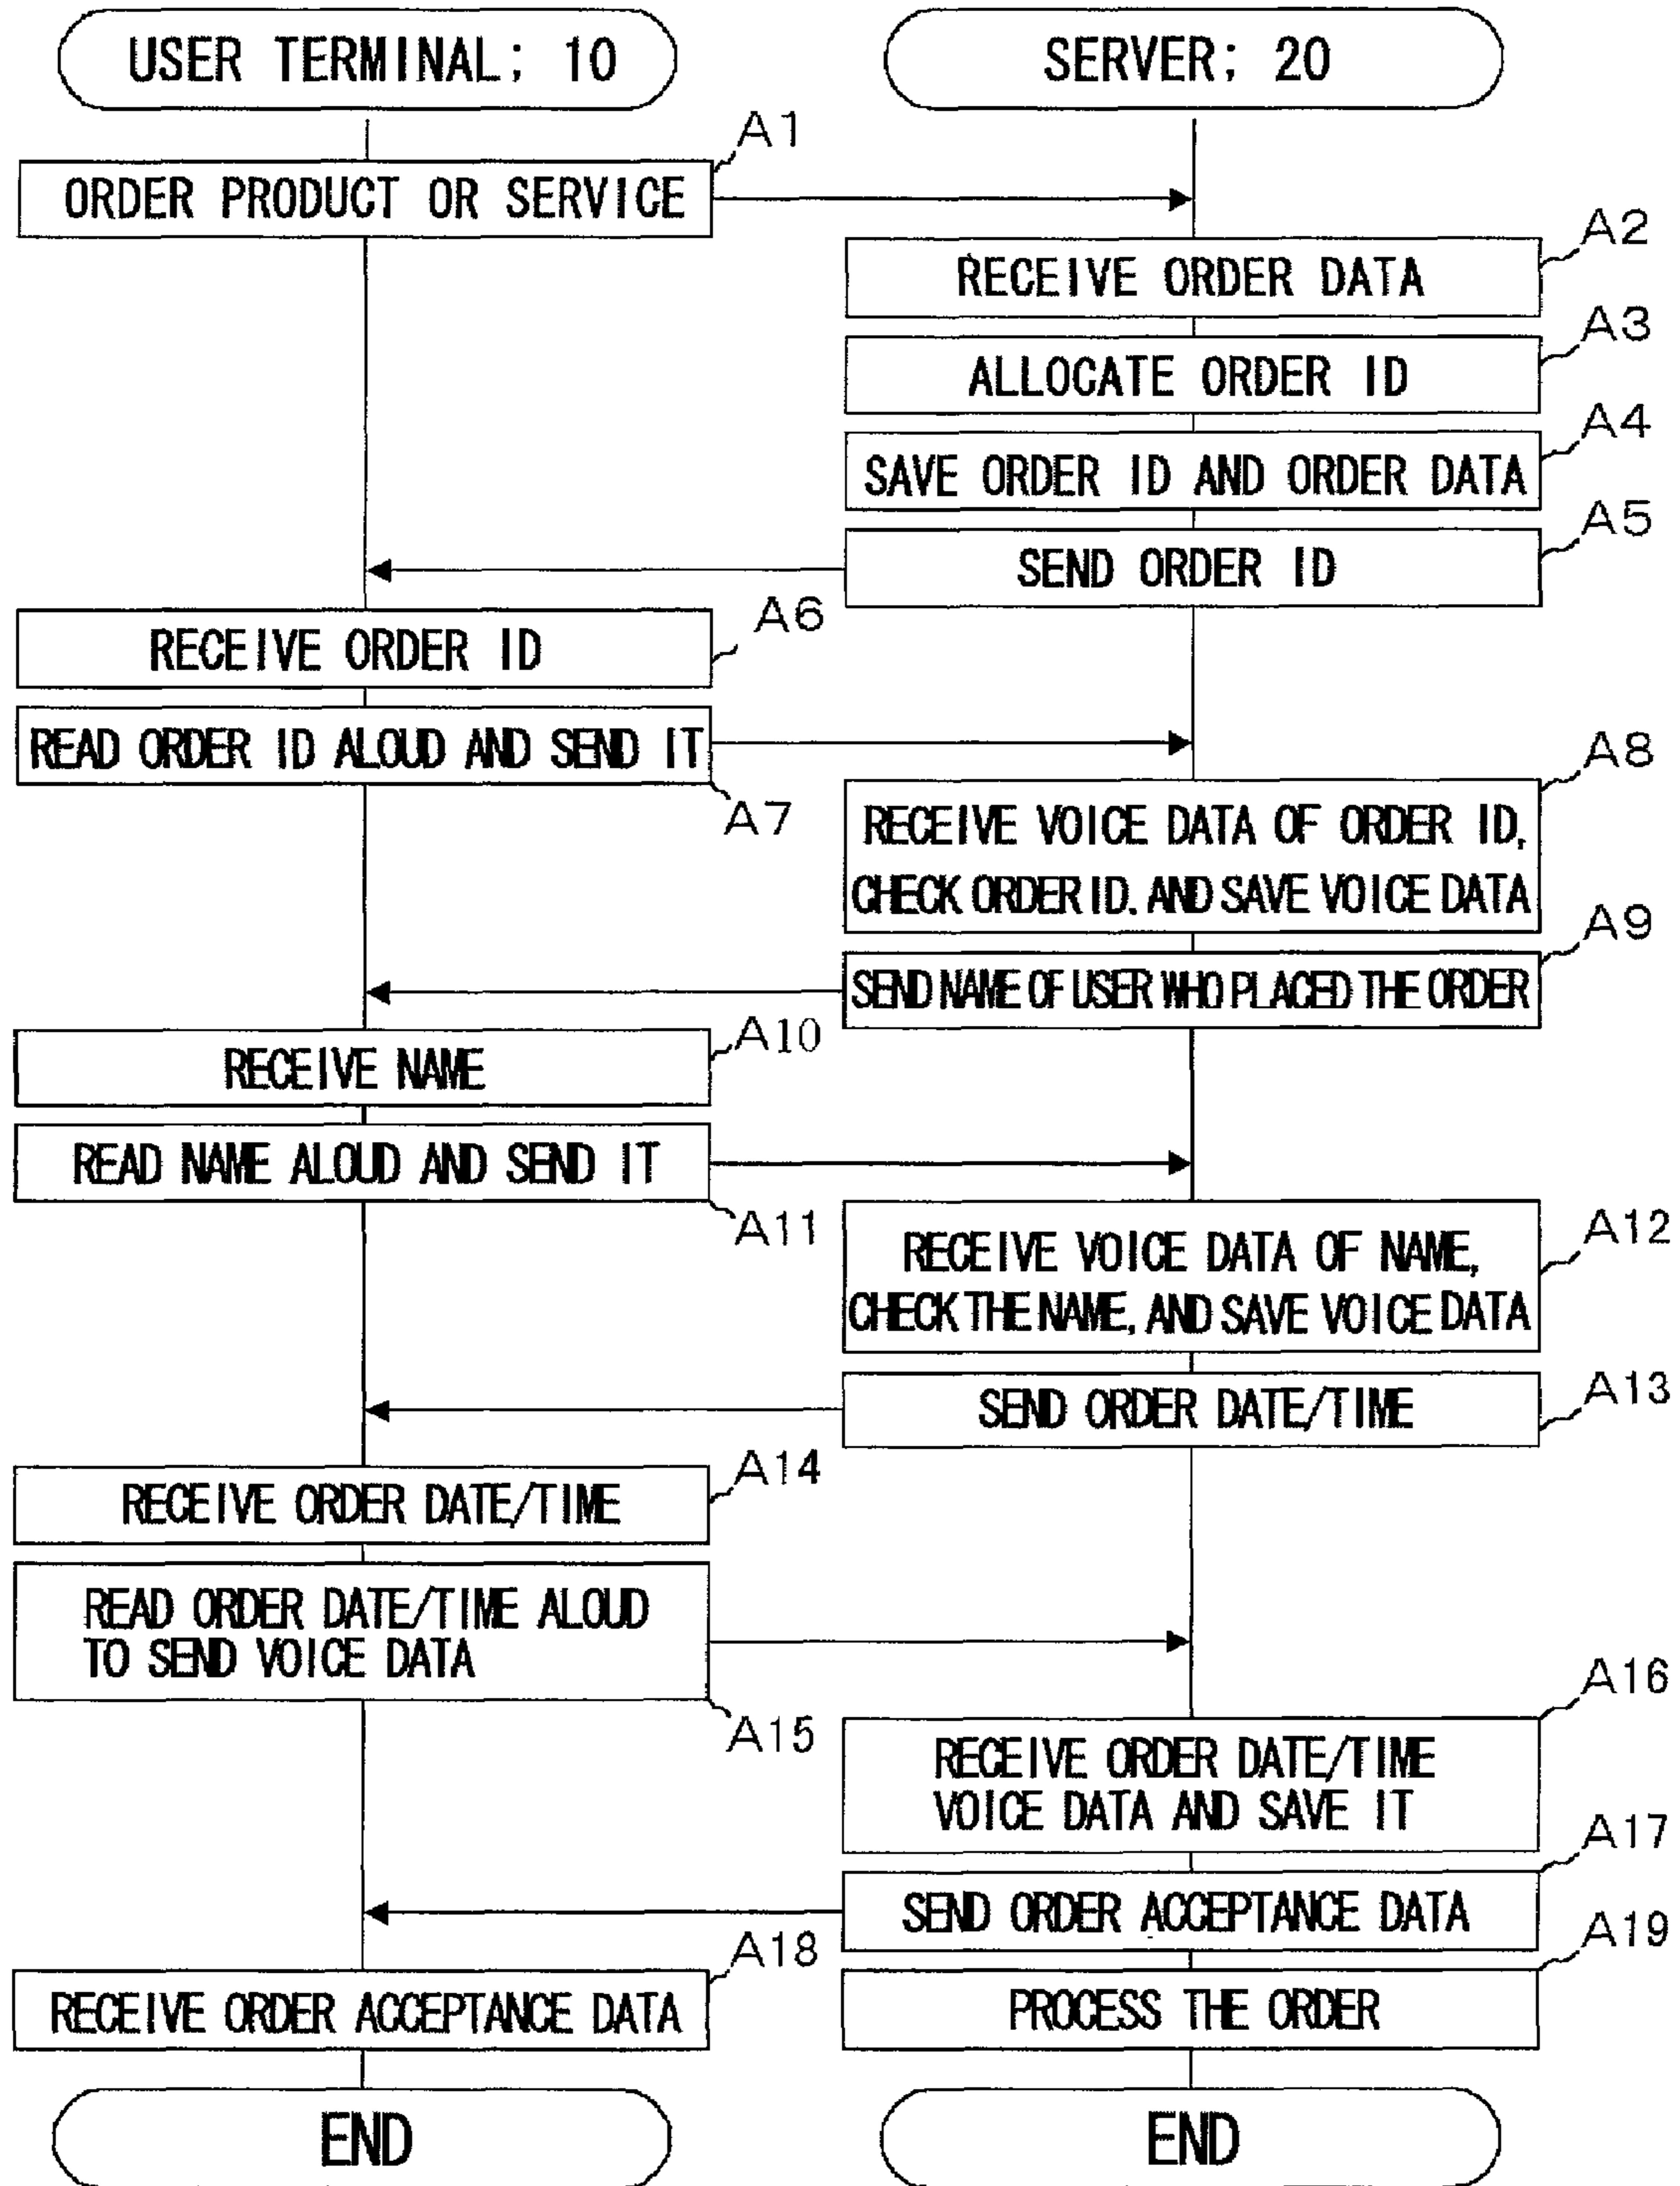 USER TERMINAL; 10
SERVER; 20
A1
ORDER PRODUCT OR SERVICE
A2
RECEIVE ORDER DATA
A3
ALLOCATE ORDER ID
A4
SAVE ORDER ID AND ORDER DATA
A5
SEND ORDER ID
A6
RECEIVE ORDER ID
READ ORDER ID ALOUD AND SEND IT
A7
A8
RECEIVE VOICE DATA OF ORDER ID,
CHECK ORDER ID, AND SAVE VOICE DATA
A9
SEND NAME OF USER WHO PLACED THE ORDER
A10
RECEIVE NAME
READ NAME ALOUD AND SEND IT
A11
A12
RECEIVE VOICE DATA OF NAME,
CHECK THE NAME, AND SAVE VOICE DATA
A13
SEND ORDER DATE/TIME
A14
RECEIVE ORDER DATE/TIME
READ ORDER DATE/TIME ALOUD
TO SEND VOICE DATA
A15
A16
RECEIVE ORDER DATE/TIME
VOICE DATA AND SAVE IT
A17
SEND ORDER ACCEPTANCE DATA
A18
RECEIVE ORDER ACCEPTANCE DATA
A19
PROCESS THE ORDER
END
END